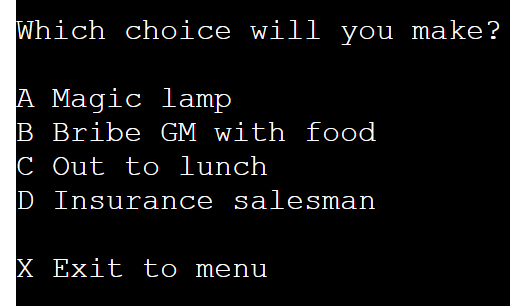 Which choice will you make?
A Magic lamp
B Bribe GM with food
C Out to lunch
D Insurance salesman
X Exit to menu